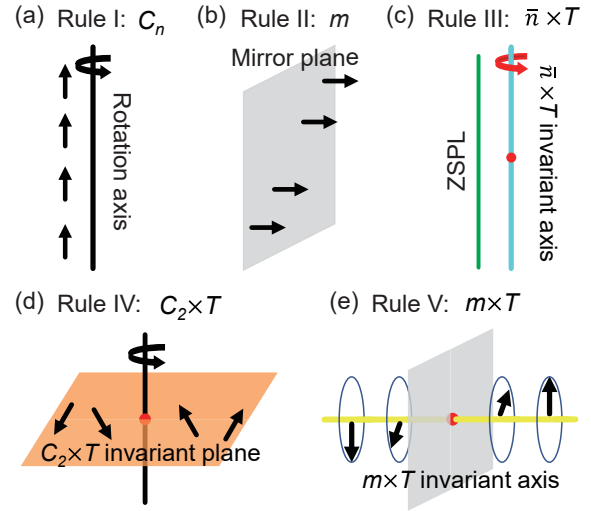 (a) Rule I: Cₙ
Rotation axis
(b) Rule II: m
Mirror plane
(c) Rule III: n̄ ×T
ZSPL
n̄ ×T invariant axis
(d) Rule IV: C₂×T
C₂×T invariant plane
(e) Rule V: m×T
m×T invariant axis